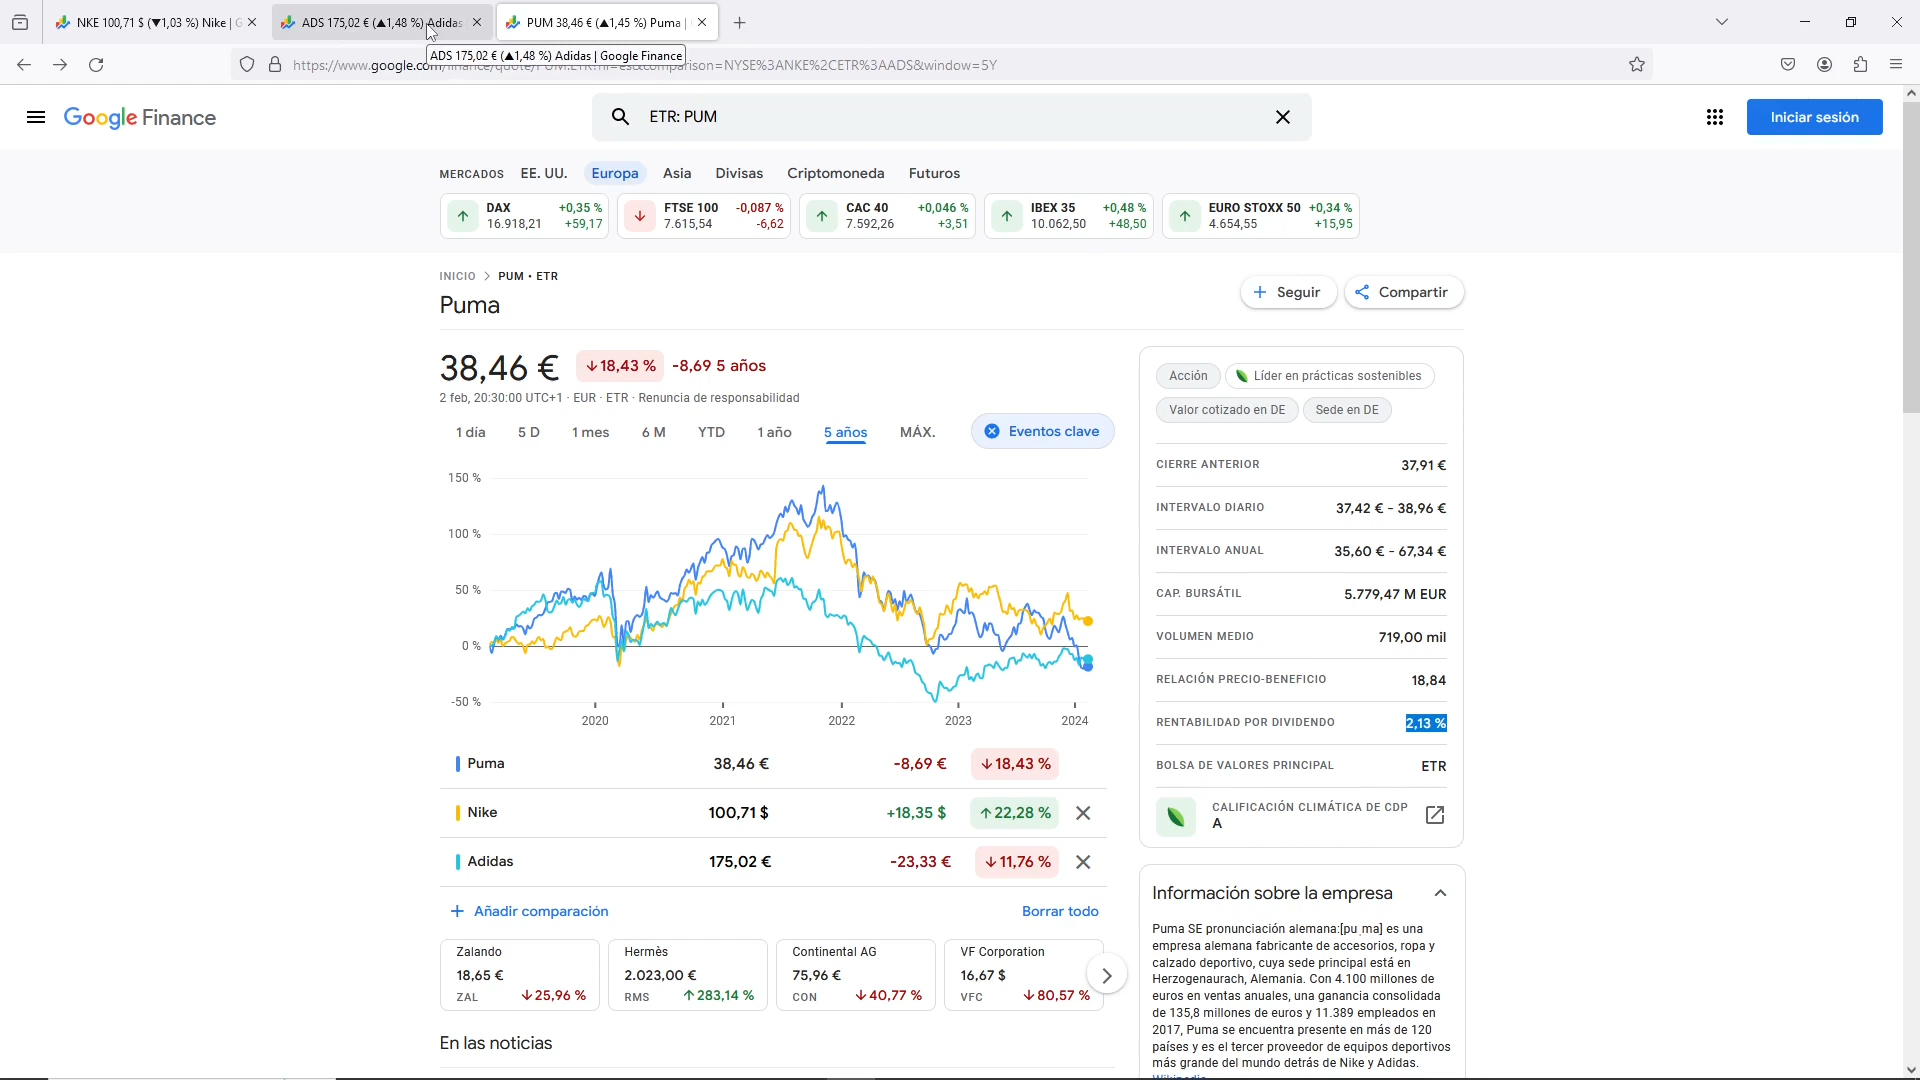 NKE 100,71 $ (▼1,03 %) Nike | G
ADS 175,02 € (▲1,48 %) Adidas
PUM 38,46 € (▲1,45 %) Puma |
ADS 175,02 € (▲1,48 %) Adidas | Google Finance
https://www.google.com/finance/quote/PUM:ETR?hl=es&comparison=NYSE%3ANKE%2CETR%3AADS&window=5Y
Google Finance
ETR: PUM
Iniciar sesión
MERCADOS EE. UU. Europa Asia Divisas Criptomoneda Futuros
DAX +0,35 % FTSE 100 -0,087 % CAC 40 +0,046 % IBEX 35 +0,48 % EURO STOXX 50 +0,34 %
16.918,21 +59,17 7.615,54 -6,62 7.592,26 +3,51 10.062,50 +48,50 4.654,55 +15,95
INICIO > PUM • ETR
Puma
Seguir
Compartir
38,46 € ↓18,43 % -8,69 5 años
2 feb, 20:30:00 UTC+1 · EUR · ETR · Renuncia de responsabilidad
1 día 5 D 1 mes 6 M YTD 1 año 5 años MÁX. Eventos clave
150 %
100 %
50 %
0 %
-50 %
2020 2021 2022 2023 2024
Puma 38,46 € -8,69 € ↓18,43 %
Nike 100,71 $ +18,35 $ ↑22,28 %
Adidas 175,02 € -23,33 € ↓11,76 %
+ Añadir comparación
Borrar todo
Zalando
18,65 €
ZAL ↓25,96 %
Hermès
2.023,00 €
RMS ↑283,14 %
Continental AG
75,96 €
CON ↓40,77 %
VF Corporation
16,67 $
VFC ↓80,57 %
En las noticias
Acción
Líder en prácticas sostenibles
Valor cotizado en DE
Sede en DE
CIERRE ANTERIOR 37,91 €
INTERVALO DIARIO 37,42 € - 38,96 €
INTERVALO ANUAL 35,60 € - 67,34 €
CAP. BURSÁTIL 5.779,47 M EUR
VOLUMEN MEDIO 719,00 mil
RELACIÓN PRECIO-BENEFICIO 18,84
RENTABILIDAD POR DIVIDENDO 2,13 %
BOLSA DE VALORES PRINCIPAL ETR
CALIFICACIÓN CLIMÁTICA DE CDP
A
Información sobre la empresa
Puma SE pronunciación alemana:[puˌma] es una
empresa alemana fabricante de accesorios, ropa y
calzado deportivo, cuya sede principal está en
Herzogenaurach, Alemania. Con 4.100 millones de
euros en ventas anuales, una ganancia consolidada
de 135,8 millones de euros y 11.389 empleados en
2017, Puma se encuentra presente en más de 120
países y es el tercer proveedor de equipos deportivos
más grande del mundo detrás de Nike y Adidas.
Wikipedia